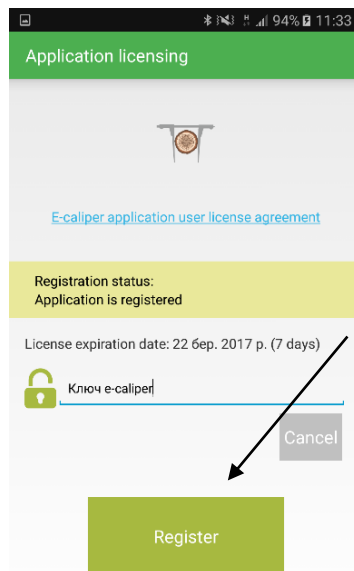 94% 11:33
Application licensing
E-caliper application user license agreement
Registration status:
Application is registered
License expiration date: 22 бер. 2017 р. (7 days)
Ключ e-caliper
Cancel
Register